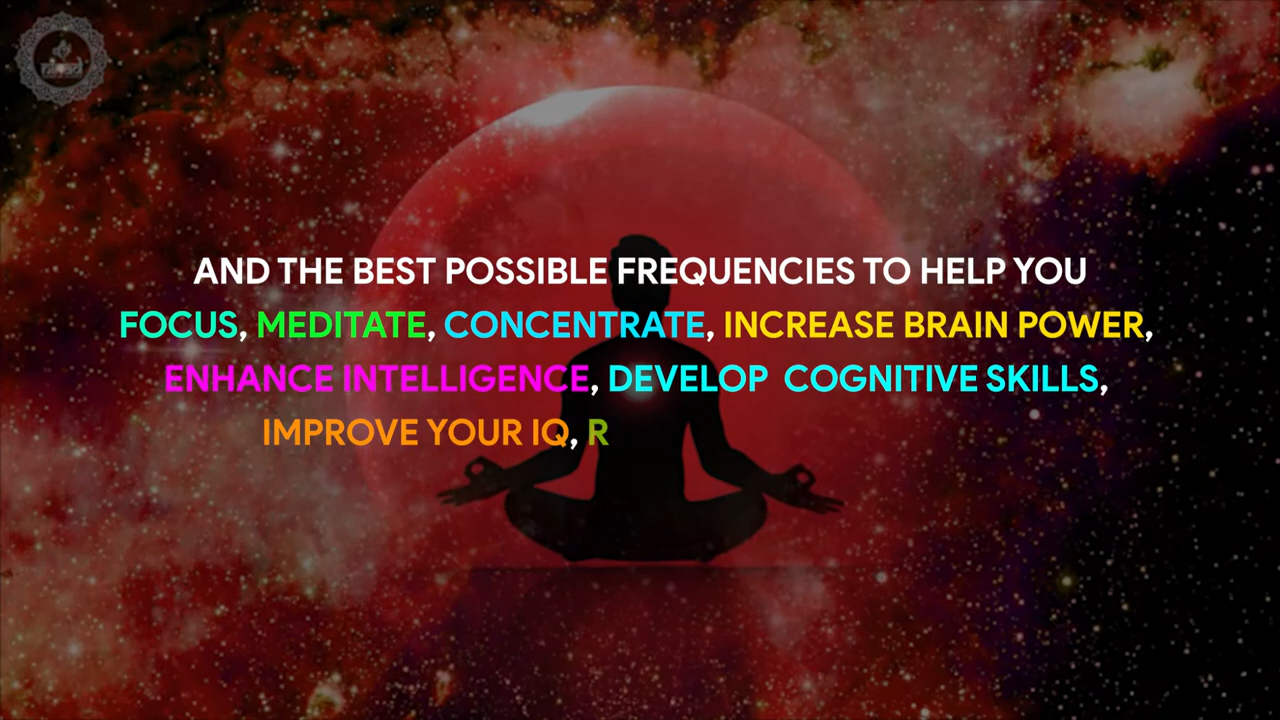 AND THE BEST POSSIBLE FREQUENCIES TO HELP YOU
FOCUS, MEDITATE, CONCENTRATE, INCREASE BRAIN POWER,
ENHANCE INTELLIGENCE, DEVELOP COGNITIVE SKILLS,
IMPROVE YOUR IQ, R